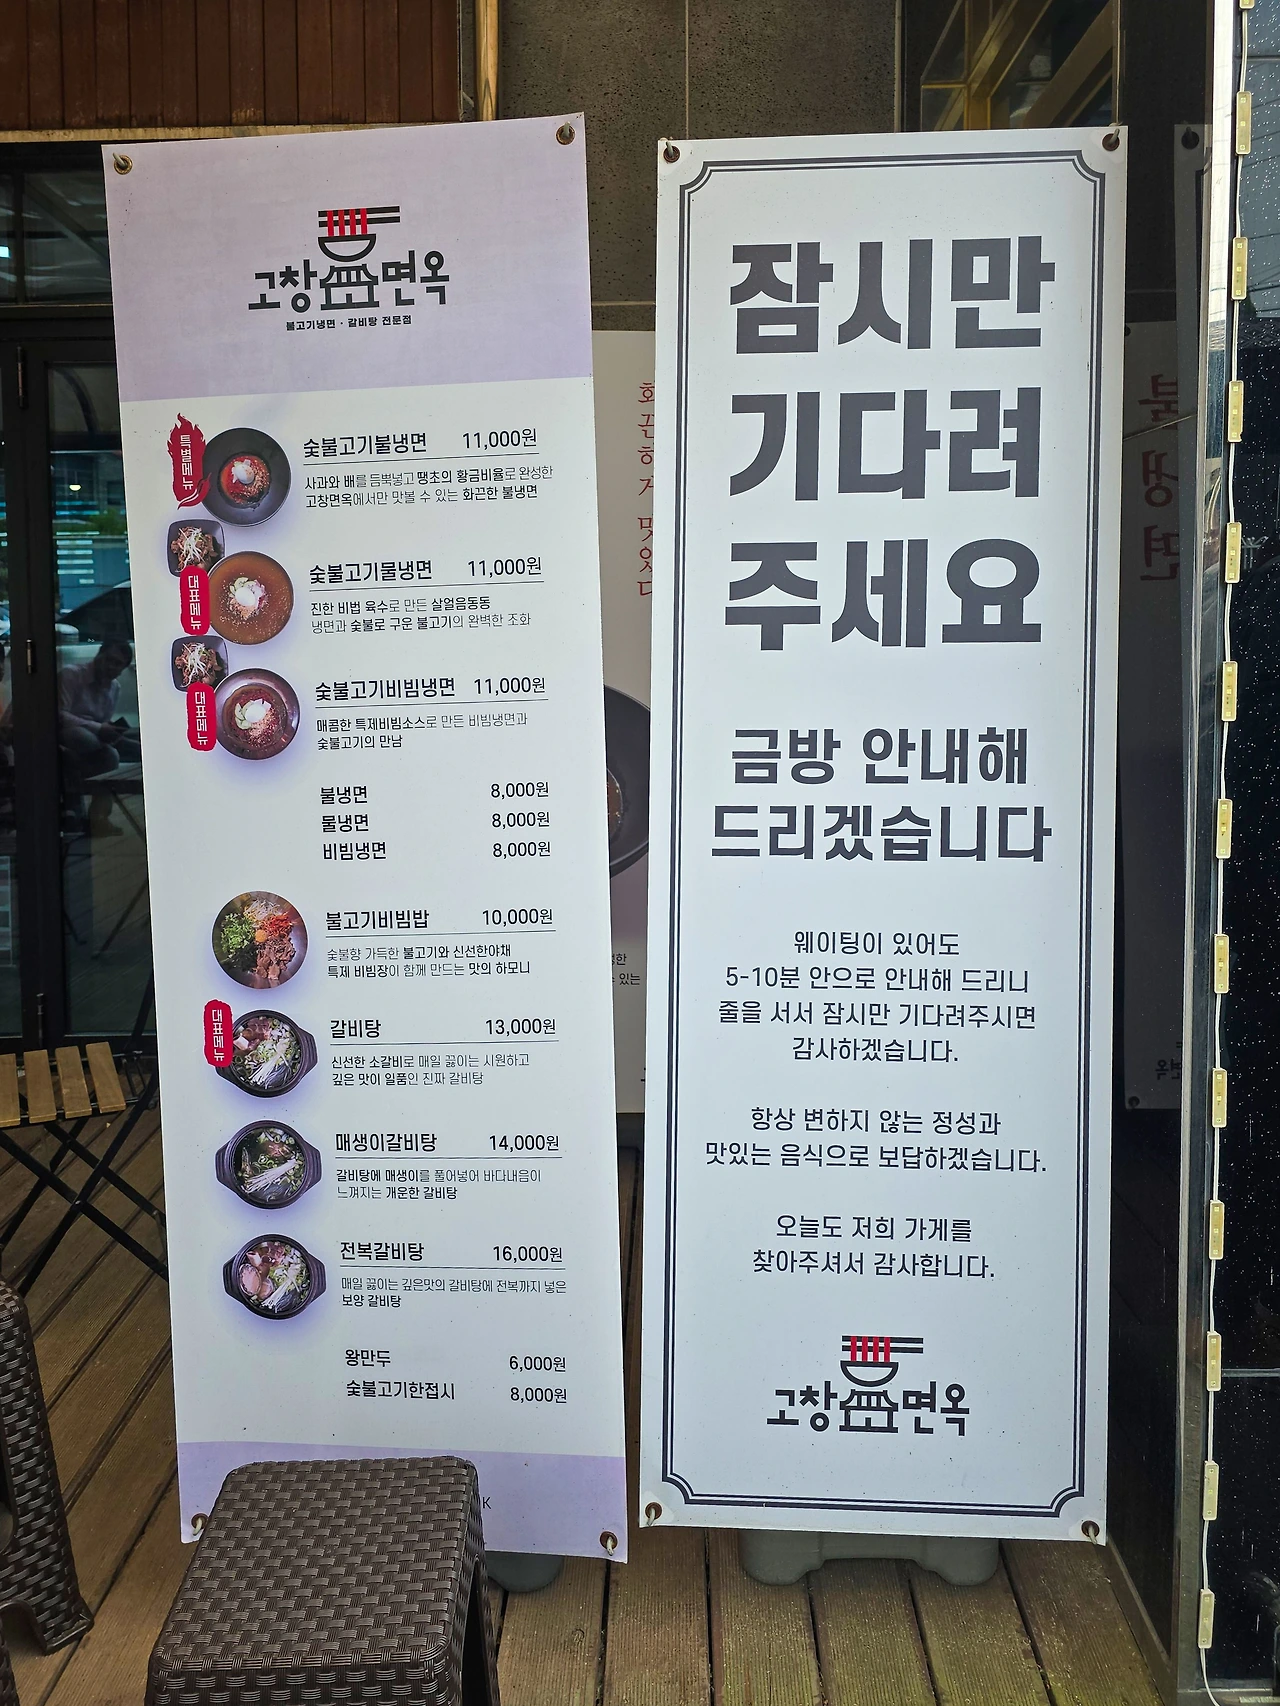 고창면옥
불고기냉면 · 갈비탕 전문점
특별메뉴
숯불고기불냉면 11,000원
사과와 배를 듬뿍넣고 땡초의 황금비율로 완성한
고창면옥에서만 맛볼 수 있는 화끈한 불냉면
대표메뉴
숯불고기물냉면 11,000원
진한 비법 육수로 만든 살얼음동동
냉면과 숯불로 구운 불고기의 완벽한 조화
대표메뉴
숯불고기비빔냉면 11,000원
매콤한 특제비빔소스로 만든 비빔냉면과
숯불고기의 만남
불냉면 8,000원
물냉면 8,000원
비빔냉면 8,000원
불고기비빔밥 10,000원
숯불향 가득한 불고기와 신선한야채
특제 비빔장이 함께 만드는 맛의 하모니
대표메뉴
갈비탕 13,000원
신선한 소갈비로 매일 끓이는 시원하고
깊은 맛이 일품인 진짜 갈비탕
매생이갈비탕 14,000원
갈비탕에 매생이를 풀어넣어 바다내음이
느껴지는 개운한 갈비탕
전복갈비탕 16,000원
매일 끓이는 깊은맛의 갈비탕에 전복까지 넣은
보양 갈비탕
왕만두 6,000원
숯불고기한접시 8,000원
K
화끈하게 맛있다
있는
잠시만
기다려
주세요
금방 안내해
드리겠습니다
웨이팅이 있어도
5-10분 안으로 안내해 드리니
줄을 서서 잠시만 기다려주시면
감사하겠습니다.
항상 변하지 않는 정성과
맛있는 음식으로 보답하겠습니다.
오늘도 저희 가게를
찾아주셔서 감사합니다.
고창면옥
불냉면